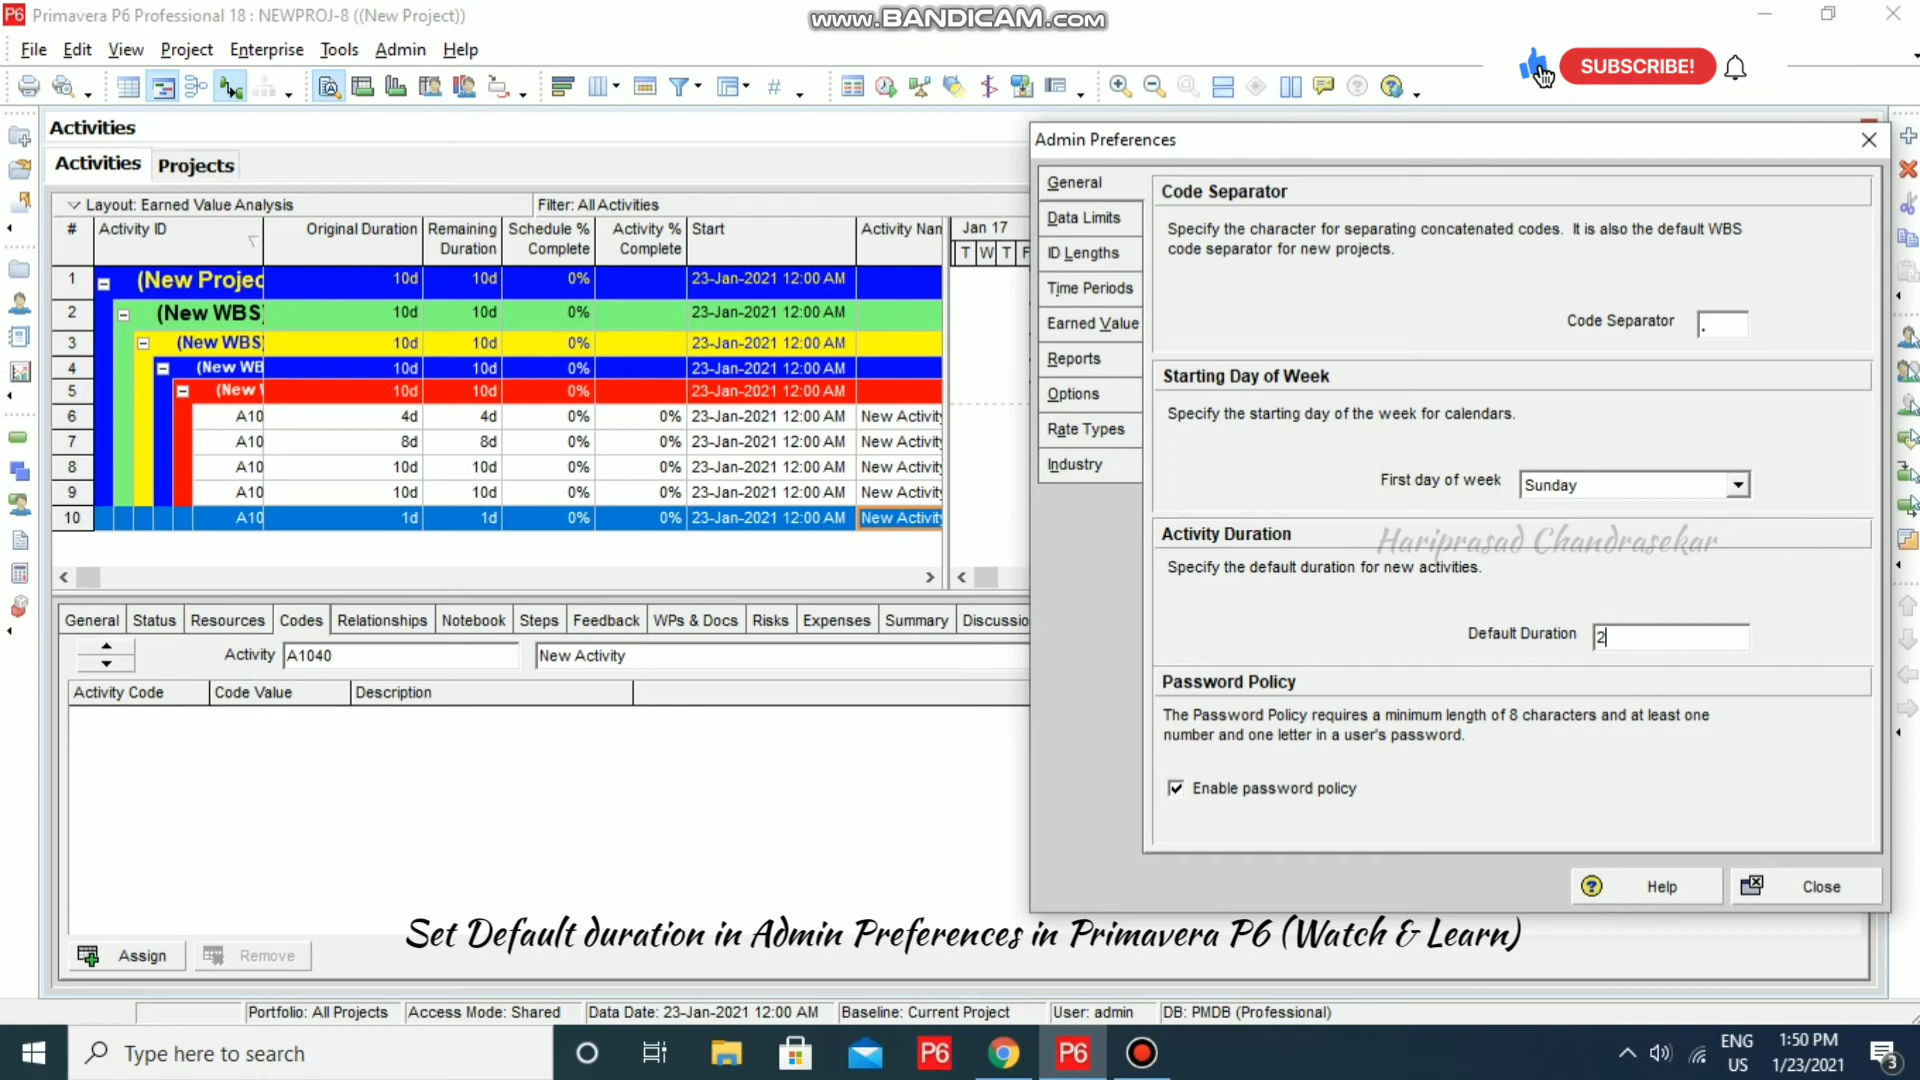 Primavera P6 Professional 18 : NEWPROJ-8 ((New Project))
www.BANDICAM.com
File Edit View Project Enterprise Tools Admin Help
SUBSCRIBE!
Activities
Activities Projects
Layout: Earned Value Analysis Filter: All Activities
# Activity ID Original Duration Remaining Duration Schedule % Complete Activity % Complete Start Activity Nan Jan 17
T W T F
1 (New Projec 10d 10d 0% 23-Jan-2021 12:00 AM
2 (New WBS) 10d 10d 0% 23-Jan-2021 12:00 AM
3 (New WBS) 10d 10d 0% 23-Jan-2021 12:00 AM
4 (New WB 10d 10d 0% 23-Jan-2021 12:00 AM
5 (New W 10d 10d 0% 23-Jan-2021 12:00 AM
6 A10 4d 4d 0% 0% 23-Jan-2021 12:00 AM New Activity
7 A10 8d 8d 0% 0% 23-Jan-2021 12:00 AM New Activity
8 A10 10d 10d 0% 0% 23-Jan-2021 12:00 AM New Activity
9 A10 10d 10d 0% 0% 23-Jan-2021 12:00 AM New Activity
10 A10 1d 1d 0% 0% 23-Jan-2021 12:00 AM New Activity
General Status Resources Codes Relationships Notebook Steps Feedback WPs & Docs Risks Expenses Summary Discussio
Activity A1040 New Activity
Activity Code Code Value Description
Assign Remove
Admin Preferences
General
Data Limits
ID Lengths
Time Periods
Earned Value
Reports
Options
Rate Types
Industry
Code Separator
Specify the character for separating concatenated codes. It is also the default WBS
code separator for new projects.
Code Separator .
Starting Day of Week
Specify the starting day of the week for calendars.
First day of week Sunday
Activity Duration
Hariprasad Chandrasekar
Specify the default duration for new activities.
Default Duration 2
Password Policy
The Password Policy requires a minimum length of 8 characters and at least one
number and one letter in a user's password.
Enable password policy
Help Close
Set Default duration in Admin Preferences in Primavera P6 (Watch & Learn)
Portfolio: All Projects Access Mode: Shared Data Date: 23-Jan-2021 12:00 AM Baseline: Current Project User: admin DB: PMDB (Professional)
Type here to search
P6 P6
ENG
US
1:50 PM
1/23/2021
3